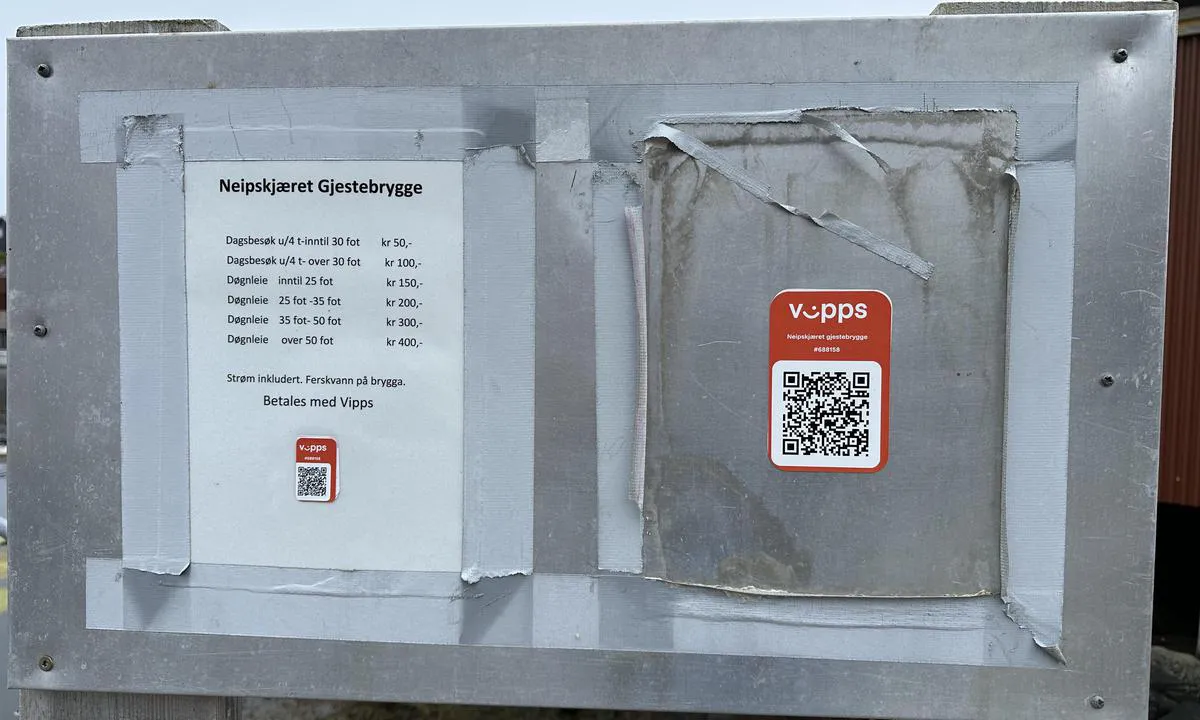 Neipskjæret Gjestebrygge
Dagsbesøk u/4 t-inntil 30 fot kr 50,-
Dagsbesøk u/4 t- over 30 fot kr 100,-
Døgnleie inntil 25 fot kr 150,-
Døgnleie 25 fot -35 fot kr 200,-
Døgnleie 35 fot- 50 fot kr 300,-
Døgnleie over 50 fot kr 400,-
Strøm inkludert. Ferskvann på brygga.
Betales med Vipps
vipps
#688158
vipps
Neipskjæret gjestebrygge
#688158